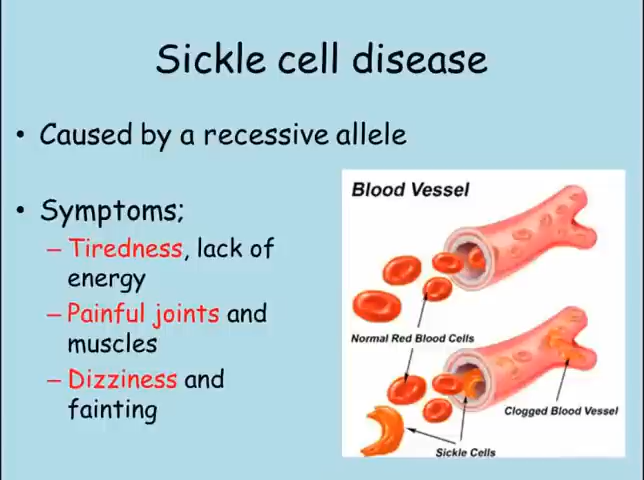 Sickle cell disease
• Caused by a recessive allele
• Symptoms;
– Tiredness, lack of
energy
– Painful joints and
muscles
– Dizziness and
fainting
Blood Vessel
Normal Red Blood Cells
Clogged Blood Vessel
Sickle Cells